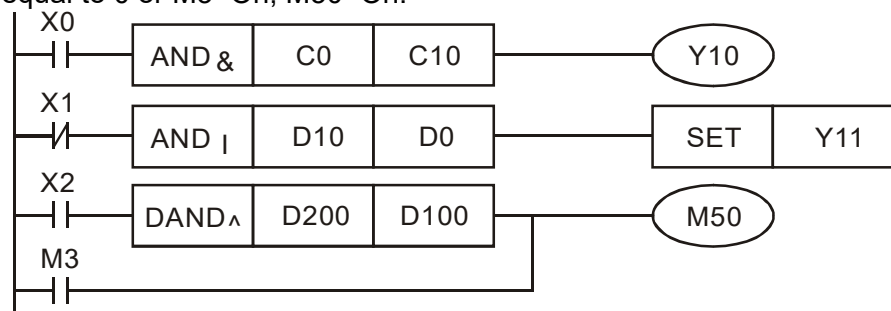 equal to 0 or M3=On, M50=On.
X0
AND & C0 C10 Y10
X1
AND | D10 D0 SET Y11
X2
DAND ^ D200 D100 M50
M3